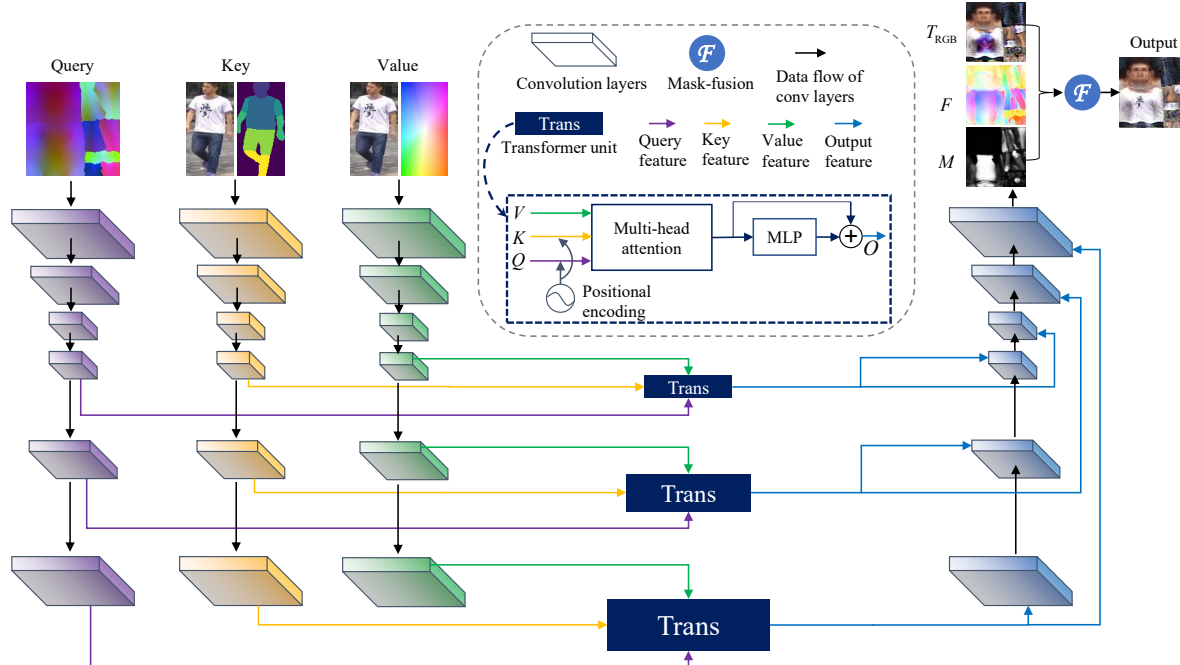 Query
Key
Value
Convolution layers
ℱ
Mask-fusion
Data flow of
conv layers
Trans
Transformer unit
Query
feature
Key
feature
Value
feature
Output
feature
V
K
Q
Multi-head
attention
MLP
O
Positional
encoding
T_RGB
F
M
ℱ
Output
Trans
Trans
Trans